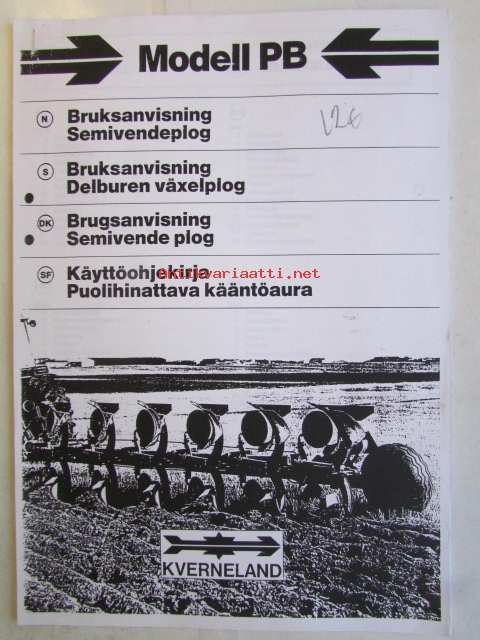 Modell PB
N
Bruksanvisning
Semivendeplog
S
Bruksanvisning
Delburen växelplog
DK
Brugsanvisning
Semivende plog
SF
Käyttöohjekirja
Puolihinattava kääntöaura
antikvariaatti.net
KVERNELAND